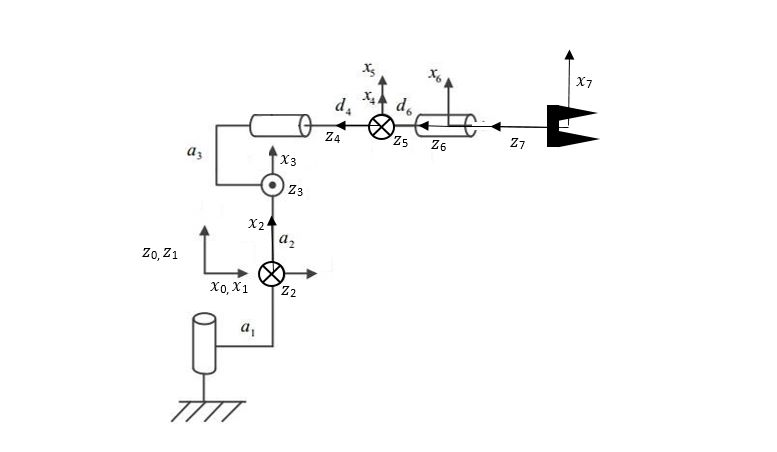 x₅
x₆
x₇
x₄
d₄
d₆
z₄
z₅
z₆
z₇
a₃
x₃
z₃
x₂
a₂
z₀, z₁
x₀, x₁
z₂
a₁